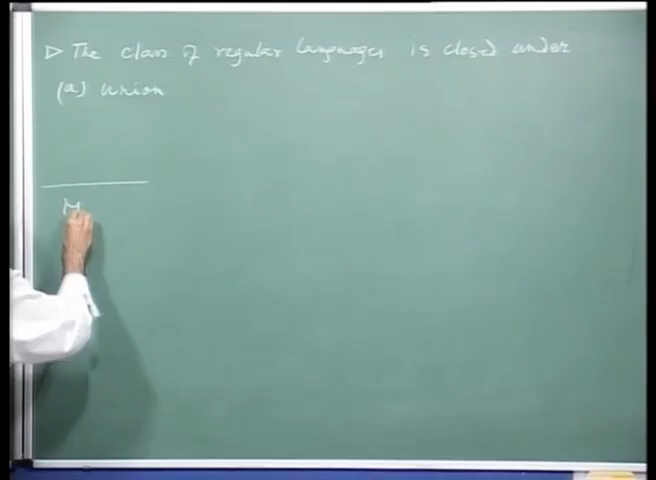 ▷ The class of regular languages is closed under
(a) union
M